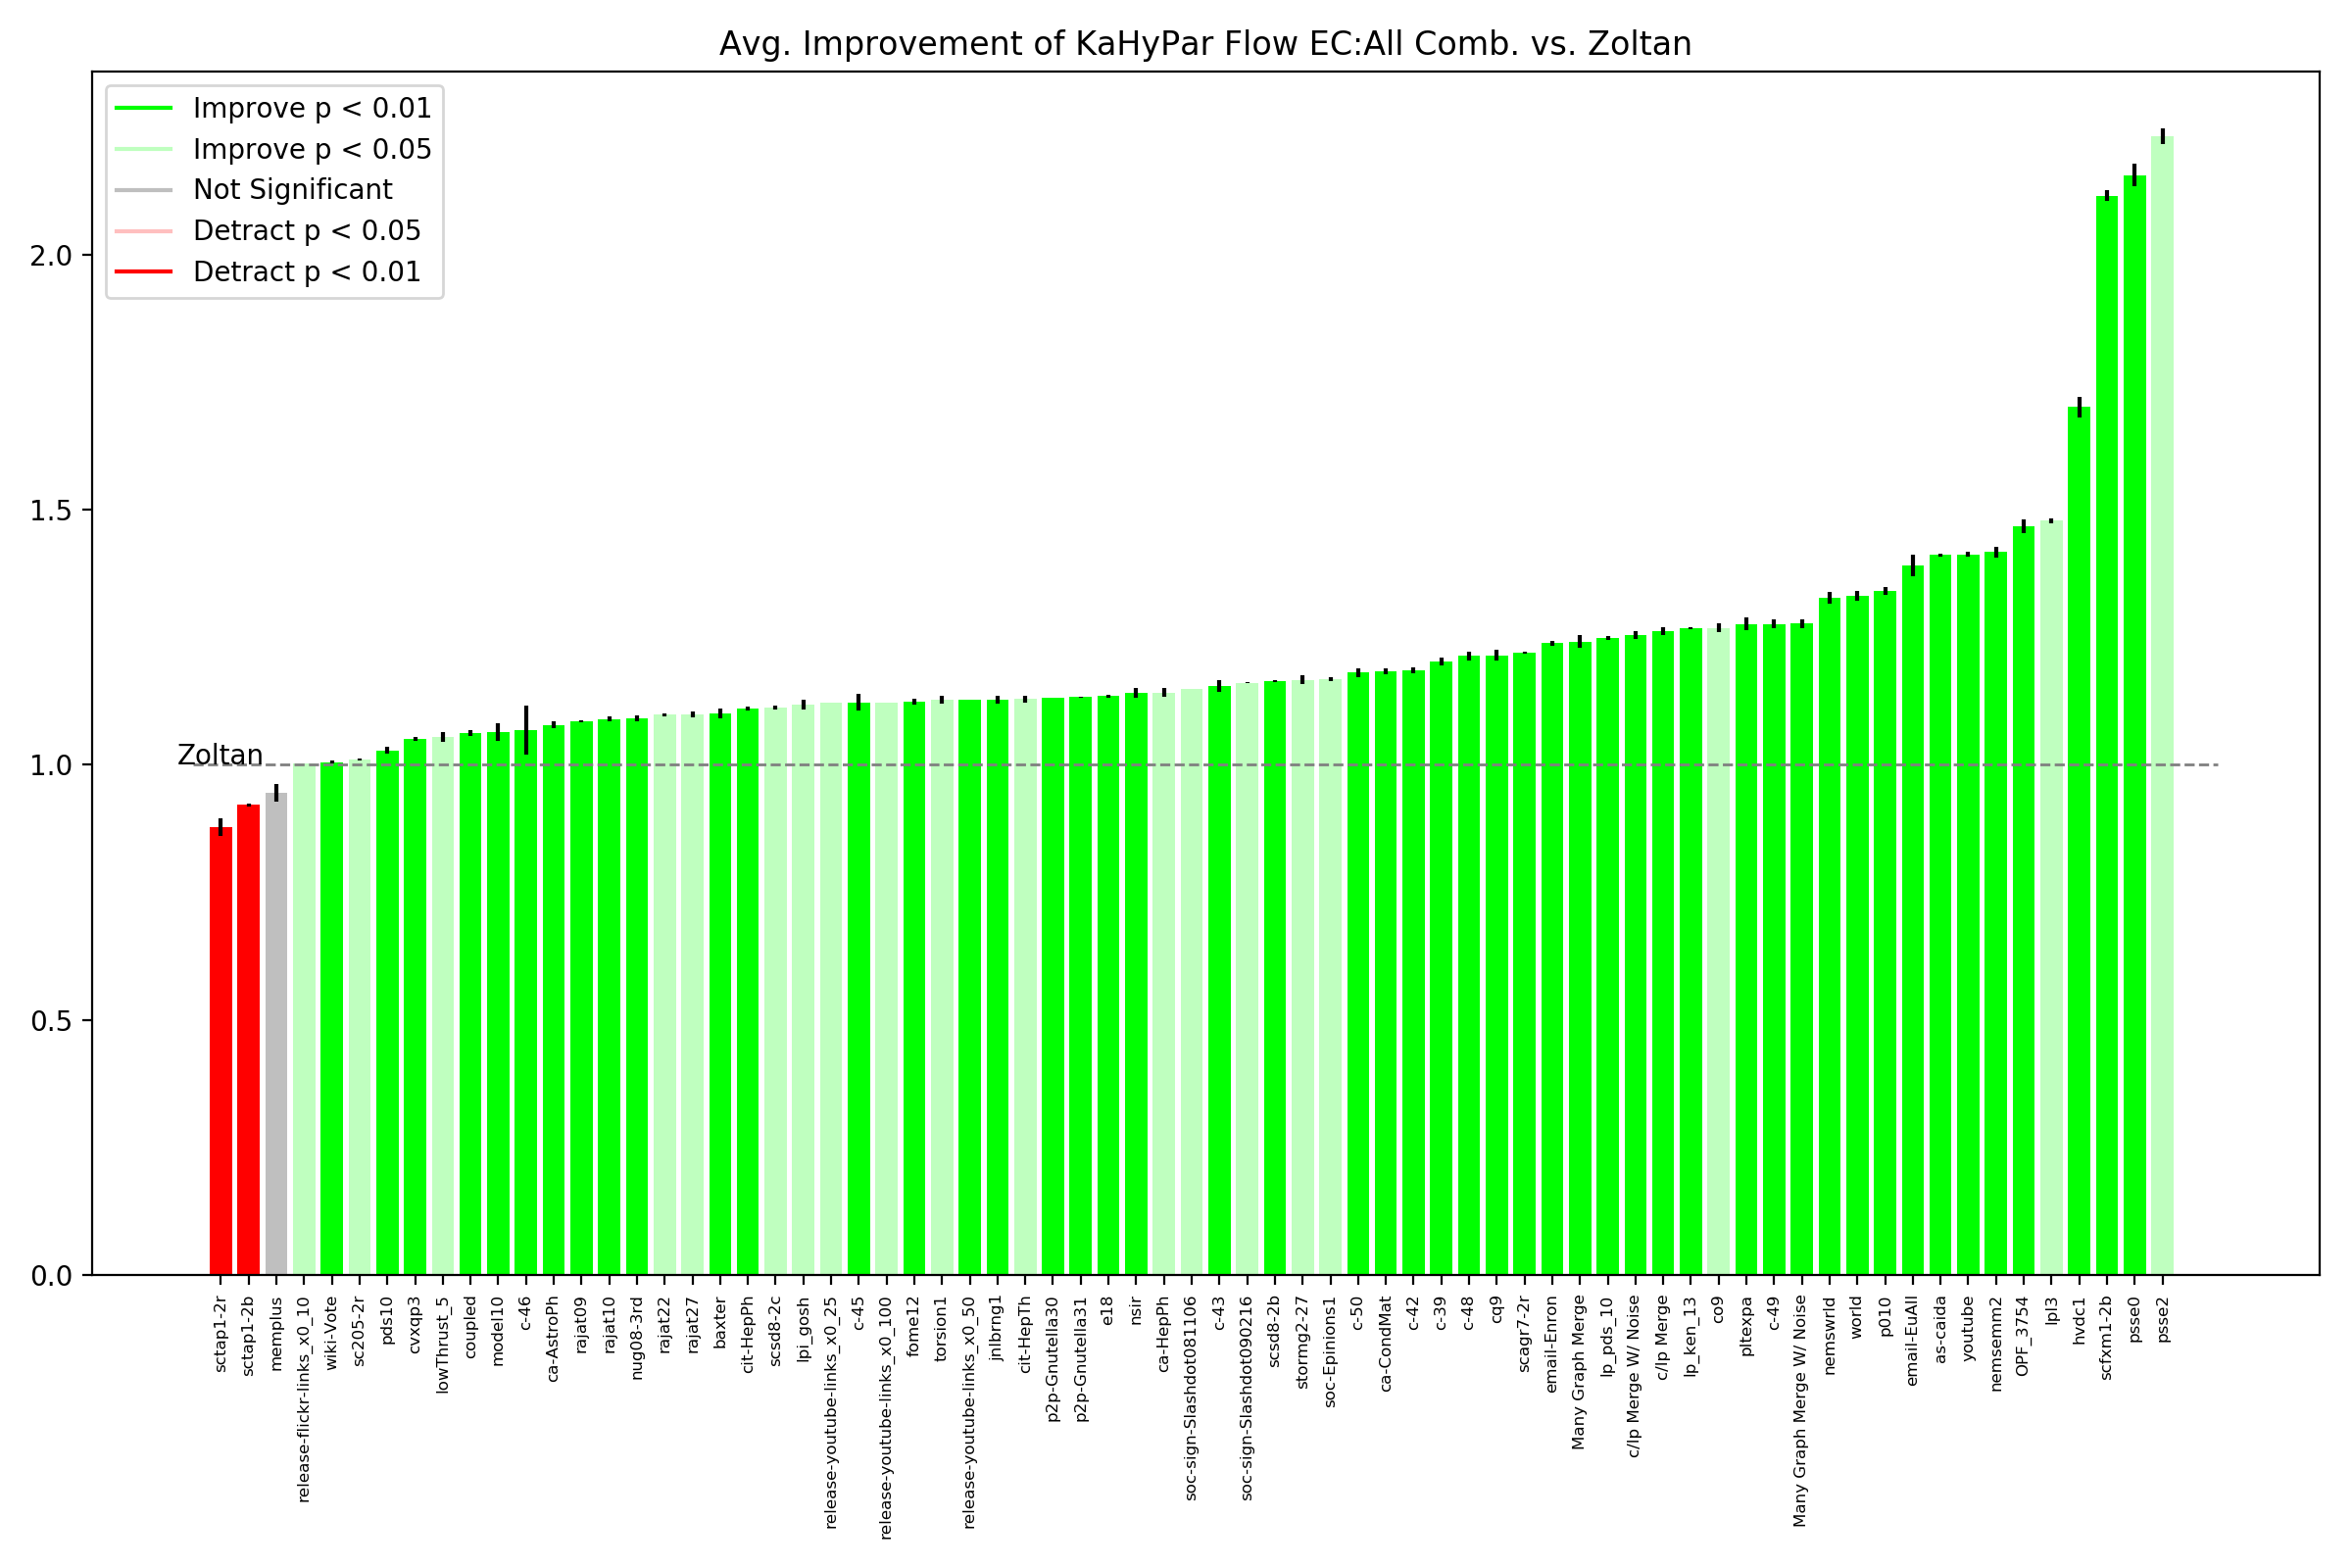 Avg. Improvement of KaHyPar Flow EC:All Comb. vs. Zoltan
Improve p < 0.01
Improve p < 0.05
Not Significant
Detract p < 0.05
Detract p < 0.01
2.0
1.5
1.0
0.5
0.0
Zoltan
sctap1-2r
sctap1-2b
memplus
release-flickr-links_x0_10
wiki-Vote
sc205-2r
pds10
cvxqp3
lowThrust_5
coupled
model10
c-46
ca-AstroPh
rajat09
rajat10
nug08-3rd
rajat22
rajat27
baxter
cit-HepPh
scsd8-2c
lpi_gosh
release-youtube-links_x0_25
c-45
release-youtube-links_x0_100
fome12
torsion1
release-youtube-links_x0_50
jnlbrng1
cit-HepTh
p2p-Gnutella30
p2p-Gnutella31
e18
nsir
ca-HepPh
soc-sign-Slashdot081106
c-43
soc-sign-Slashdot090216
scsd8-2b
stormg2-27
soc-Epinions1
c-50
ca-CondMat
c-42
c-39
c-48
cq9
scagr7-2r
email-Enron
Many Graph Merge
lp_pds_10
c/lp Merge W/ Noise
c/lp Merge
lp_ken_13
co9
pltexpa
c-49
Many Graph Merge W/ Noise
nemswrld
world
p010
email-EuAll
as-caida
youtube
nemsemm2
OPF_3754
lpl3
hvdc1
scfxm1-2b
psse0
psse2